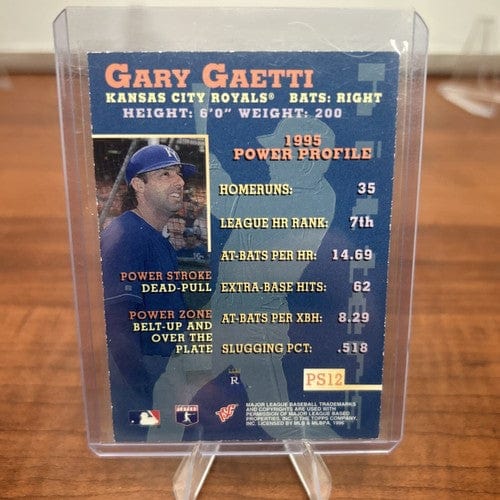 GARY GAETTI
KANSAS CITY ROYALS® BATS: RIGHT
HEIGHT: 6'0" WEIGHT: 200
1995
POWER PROFILE
HOMERUNS: 35
LEAGUE HR RANK: 7th
AT-BATS PER HR: 14.69
EXTRA-BASE HITS: 62
AT-BATS PER XBH: 8.29
SLUGGING PCT: .518
POWER STROKE
DEAD-PULL
POWER ZONE
BELT-UP AND
OVER THE
PLATE
R
PS12
MAJOR LEAGUE BASEBALL TRADEMARKS
AND COPYRIGHTS ARE USED WITH
PERMISSION OF MAJOR LEAGUE BASEBALL
PROPERTIES, INC. © THE TOPPS COMPANY,
INC. LICENSED BY MLB & MLBPA, 1996